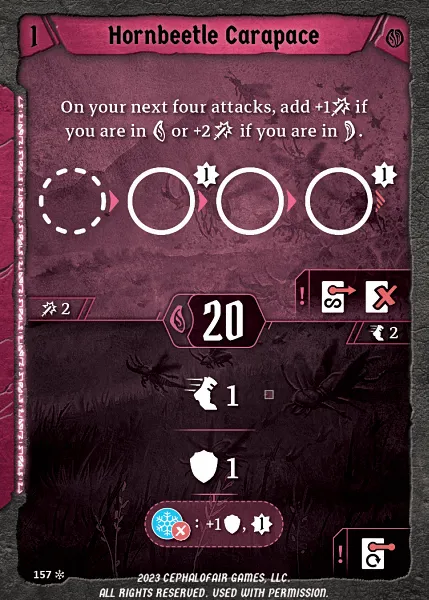 1
Hornbeetle Carapace
On your next four attacks, add +1 if
you are in or +2 if you are in .
1
1
!
S
2
20
2
1
1
: +1 , 1
!
157
2023 CEPHALOFAIR GAMES, LLC.
ALL RIGHTS RESERVED. USED WITH PERMISSION.